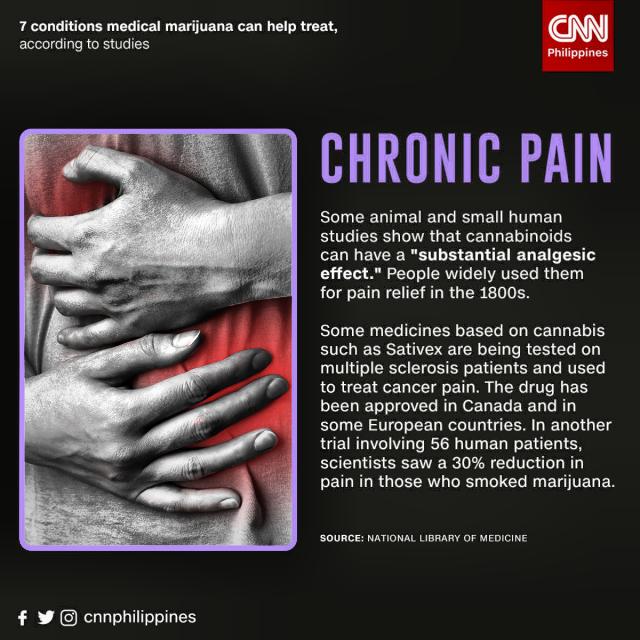 7 conditions medical marijuana can help treat,
according to studies
CNN
Philippines
CHRONIC PAIN
Some animal and small human
studies show that cannabinoids
can have a "substantial analgesic
effect." People widely used them
for pain relief in the 1800s.
Some medicines based on cannabis
such as Sativex are being tested on
multiple sclerosis patients and used
to treat cancer pain. The drug has
been approved in Canada and in
some European countries. In another
trial involving 56 human patients,
scientists saw a 30% reduction in
pain in those who smoked marijuana.
SOURCE: NATIONAL LIBRARY OF MEDICINE
cnnphilippines